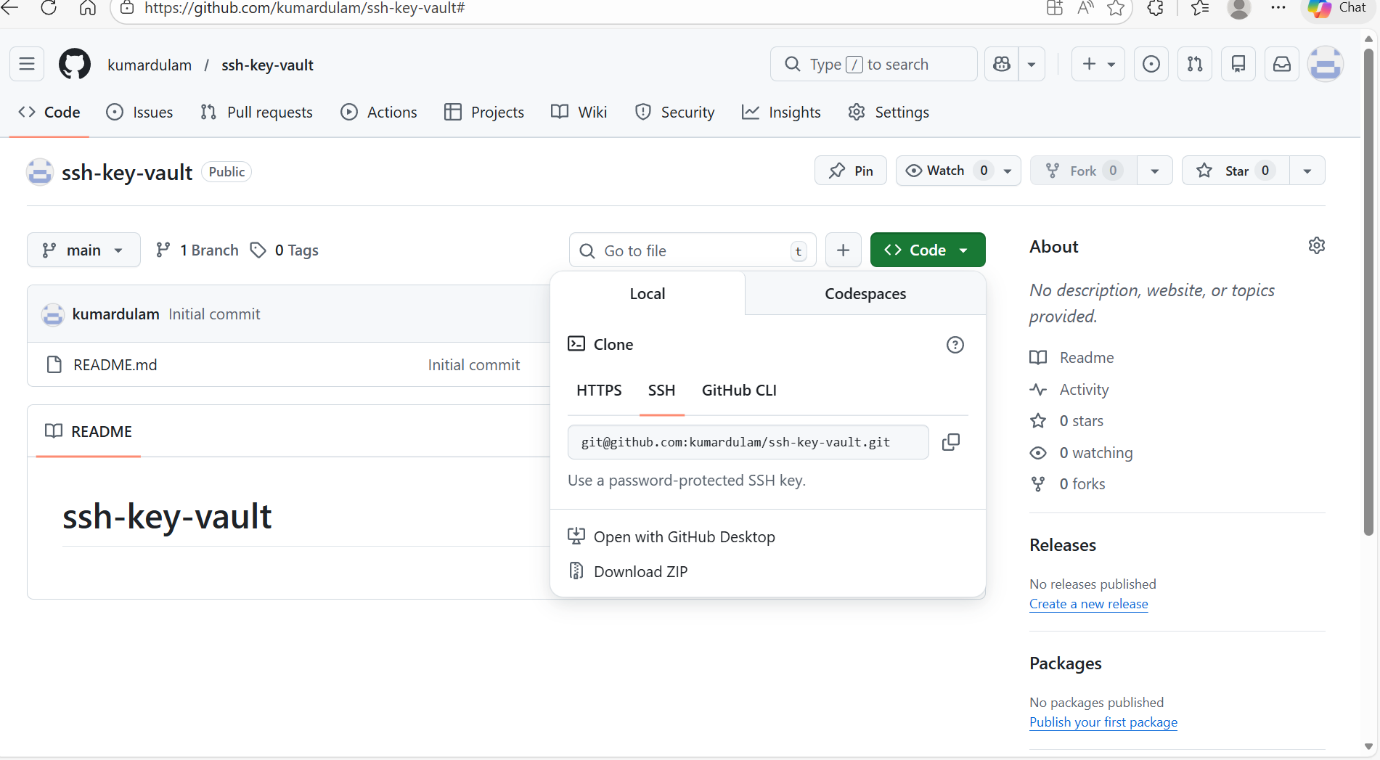 https://github.com/kumardulam/ssh-key-vault#
Chat
kumardulam / ssh-key-vault
Type / to search
Code
Issues
Pull requests
Actions
Projects
Wiki
Security
Insights
Settings
ssh-key-vault Public
Pin
Watch 0
Fork 0
Star 0
main
1 Branch
0 Tags
Go to file t
Code
kumardulam Initial commit
README.md Initial commit
README
ssh-key-vault
Local
Codespaces
Clone
HTTPS
SSH
GitHub CLI
git@github.com:kumardulam/ssh-key-vault.git
Use a password-protected SSH key.
Open with GitHub Desktop
Download ZIP
About
No description, website, or topics
provided.
Readme
Activity
0 stars
0 watching
0 forks
Releases
No releases published
Create a new release
Packages
No packages published
Publish your first package